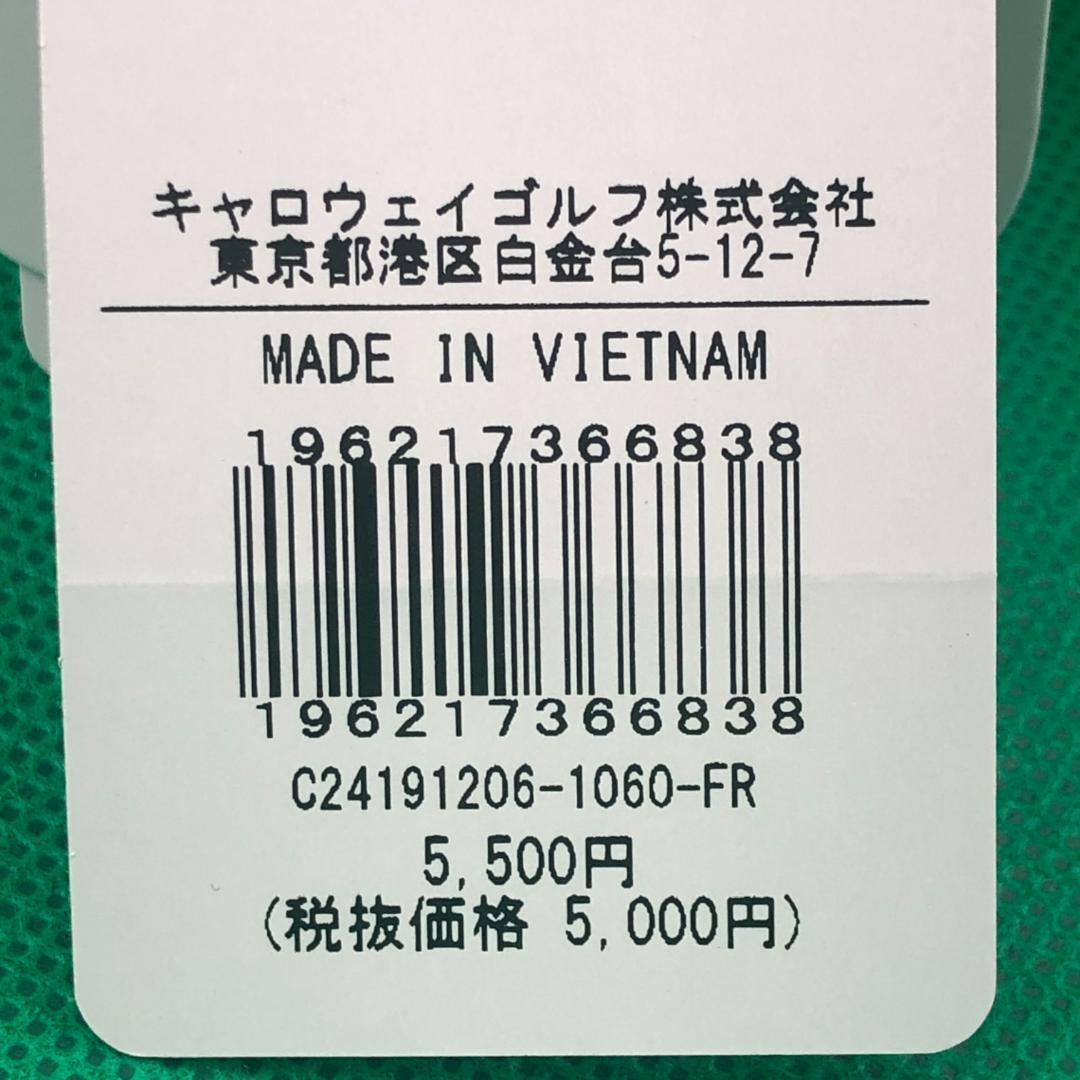 キャロウェイゴルフ株式会社
東京都港区白金台5-12-7
MADE IN VIETNAM
196217366838
196217366838
C24191206-1060-FR
5,500円
(税抜価格 5,000円)